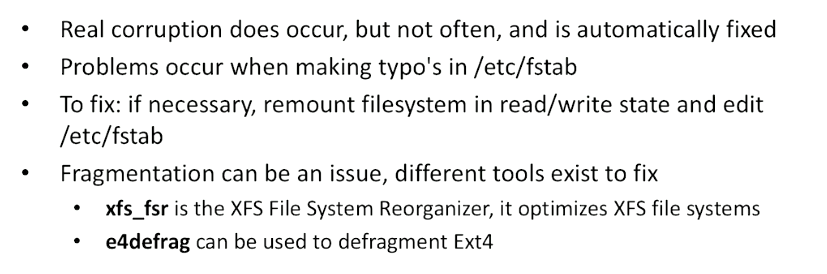 • Real corruption does occur, but not often, and is automatically fixed
• Problems occur when making typo's in /etc/fstab
• To fix: if necessary, remount filesystem in read/write state and edit
/etc/fstab
• Fragmentation can be an issue, different tools exist to fix
• xfs_fsr is the XFS File System Reorganizer, it optimizes XFS file systems
• e4defrag can be used to defragment Ext4